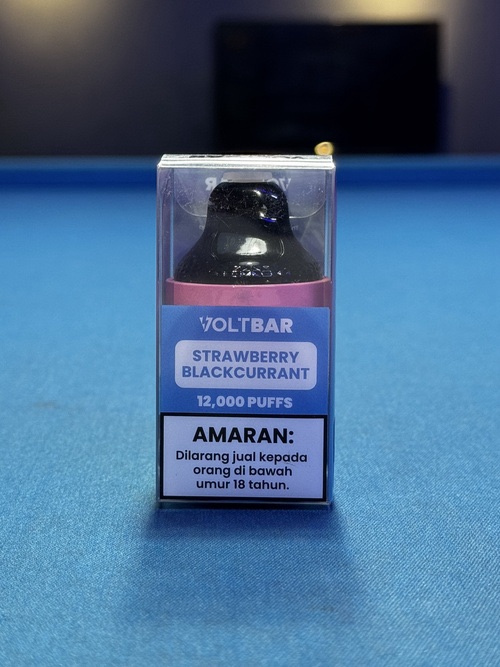 VOLTBAR
STRAWBERRY
BLACKCURRANT
12,000 PUFFS
AMARAN:
Dilarang jual kepada
orang di bawah
umur 18 tahun.